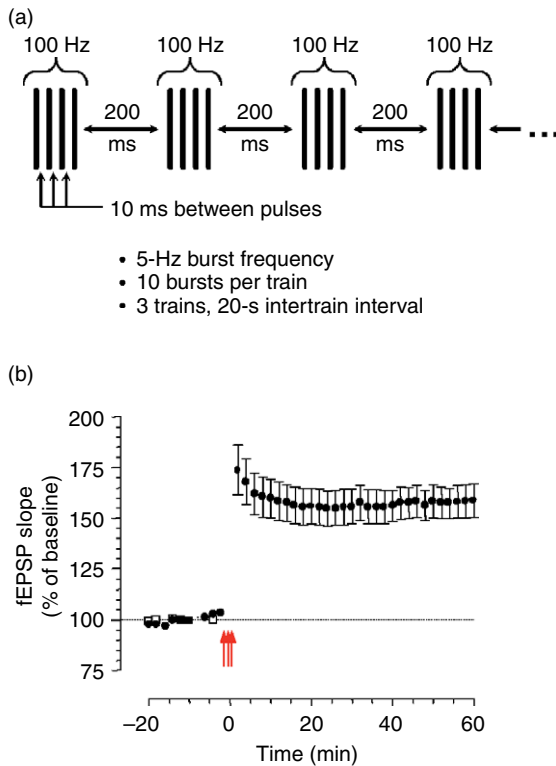 (a)
100 Hz 100 Hz 100 Hz 100 Hz
200 200 200
ms ms ms
10 ms between pulses
• 5-Hz burst frequency
• 10 bursts per train
• 3 trains, 20-s intertrain interval
(b)
fEPSP slope
(% of baseline)
200
175
150
125
100
75
−20 0 20 40 60
Time (min)